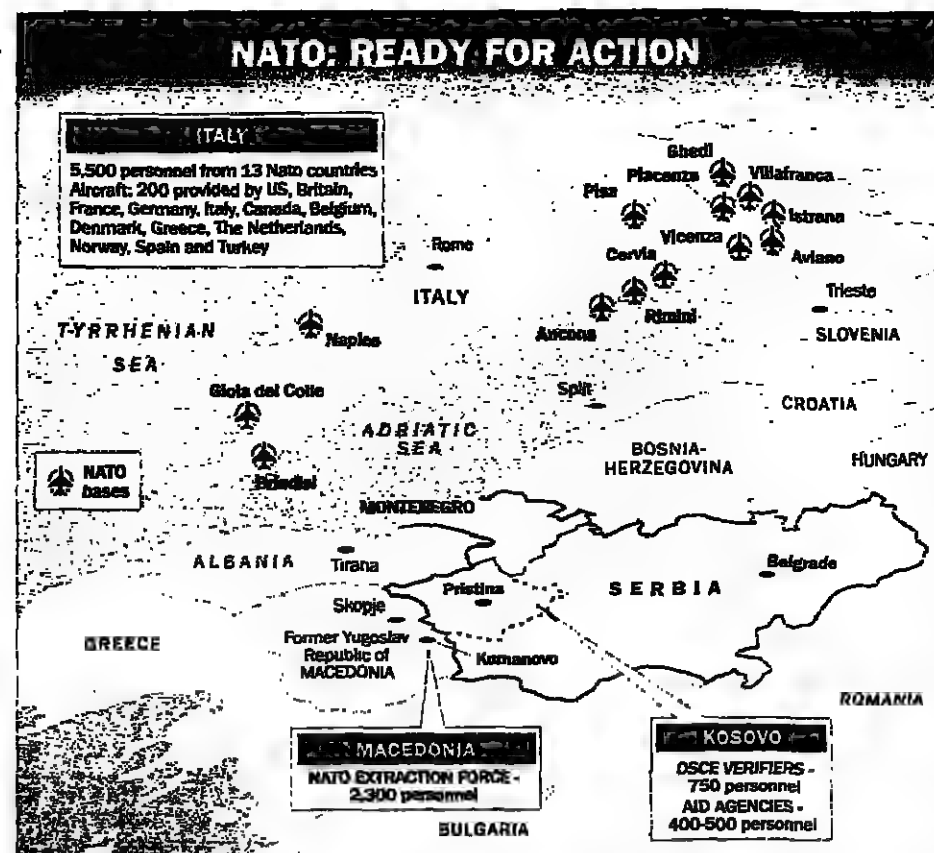 NATO: READY FOR ACTION
ITALY
5,500 personnel from 13 Nato countries
Aircraft: 200 provided by US, Britain,
France, Germany, Italy, Canada, Belgium,
Denmark, Greece, The Netherlands,
Norway, Spain and Turkey
Ghedi
Piacenza
Villafranca
Pisa
Istrana
Vicenza
Aviano
Cervia
Rome
ITALY
Trieste
Rimini
Ancona
SLOVENIA
TYRRHENIAN
SEA
Naples
Gioia del Colle
Split
CROATIA
ADRIATIC
SEA
BOSNIA-
HERZEGOVINA
HUNGARY
NATO
bases
Brindisi
MONTENEGRO
ALBANIA
Tirana
Belgrade
SERBIA
Pristina
Skopje
GREECE
Former Yugoslav
Republic of
MACEDONIA
Kumanovo
ROMANIA
MACEDONIA
NATO EXTRACTION FORCE -
2,300 personnel
KOSOVO
OSCE VERIFIERS -
750 personnel
AID AGENCIES -
400-500 personnel
BULGARIA